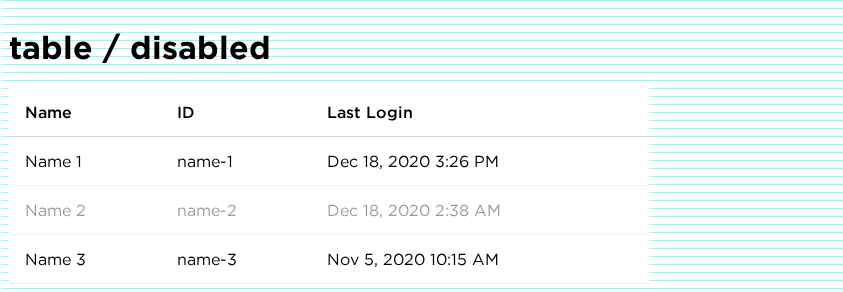 table / disabled
Name ID Last Login
Name 1 name-1 Dec 18, 2020 3:26 PM
Name 2 name-2 Dec 18, 2020 2:38 AM
Name 3 name-3 Nov 5, 2020 10:15 AM